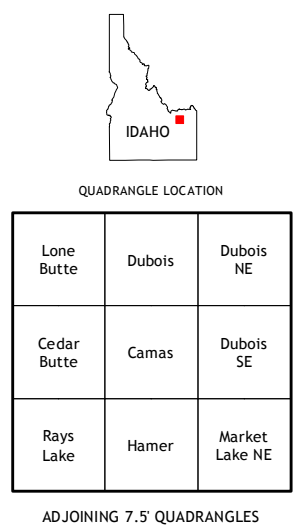 IDAHO
QUADRANGLE LOCATION
Lone
Butte
Dubois
Dubois
NE
Cedar
Butte
Camas
Dubois
SE
Rays
Lake
Hamer
Market
Lake NE
ADJOINING 7.5' QUADRANGLES